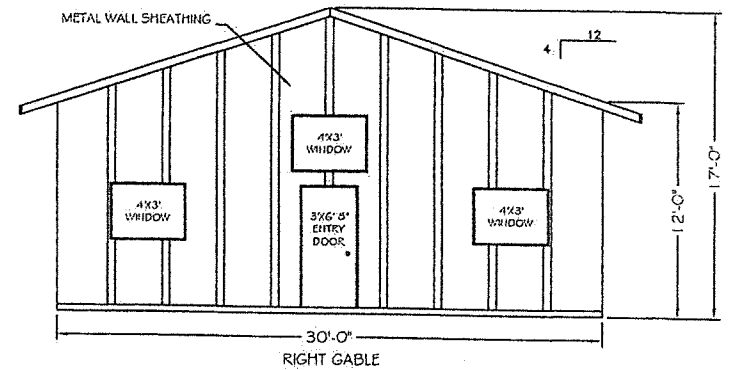 METAL WALL SHEATHING
12
4
4'X3'
WINDOW
4'X3'
WINDOW
3'X6'-8"
ENTRY
DOOR
4'X3'
WINDOW
12'-0"
17'-0"
30'-0"
RIGHT GABLE